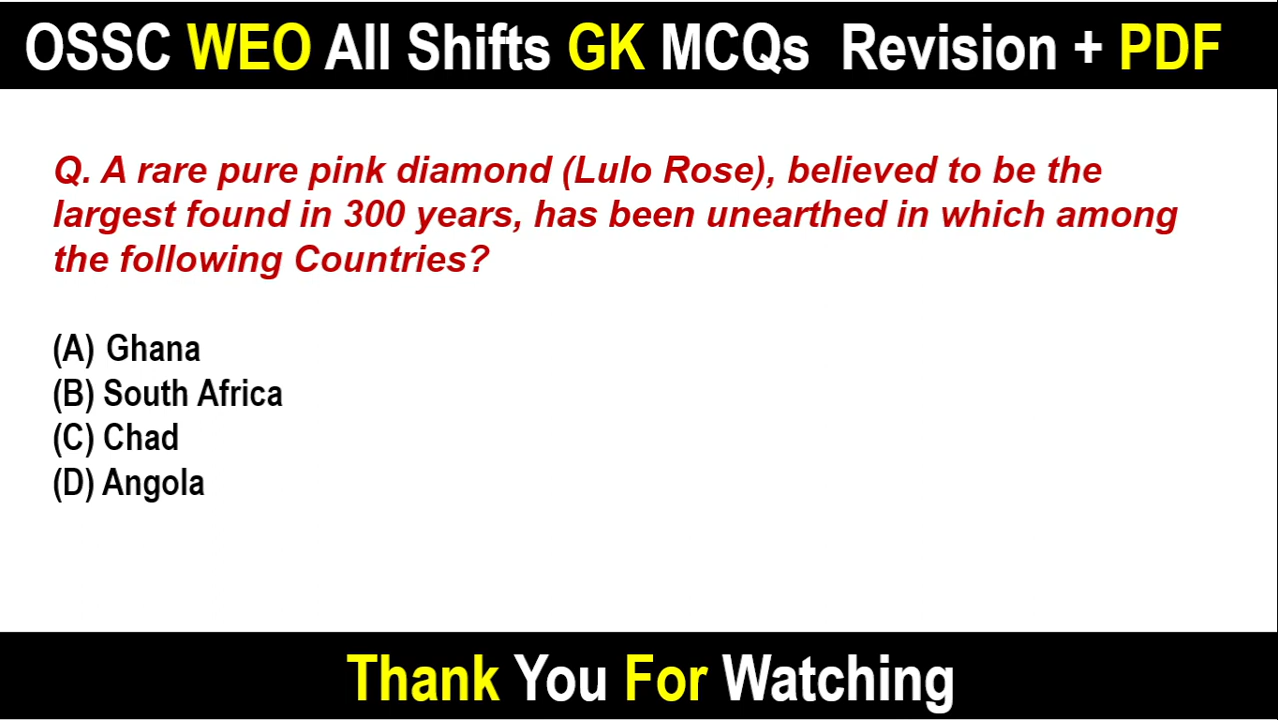 OSSC WEO All Shifts GK MCQs Revision + PDF
Q. A rare pure pink diamond (Lulo Rose), believed to be the
largest found in 300 years, has been unearthed in which among
the following Countries?
(A) Ghana
(B) South Africa
(C) Chad
(D) Angola
Thank You For Watching